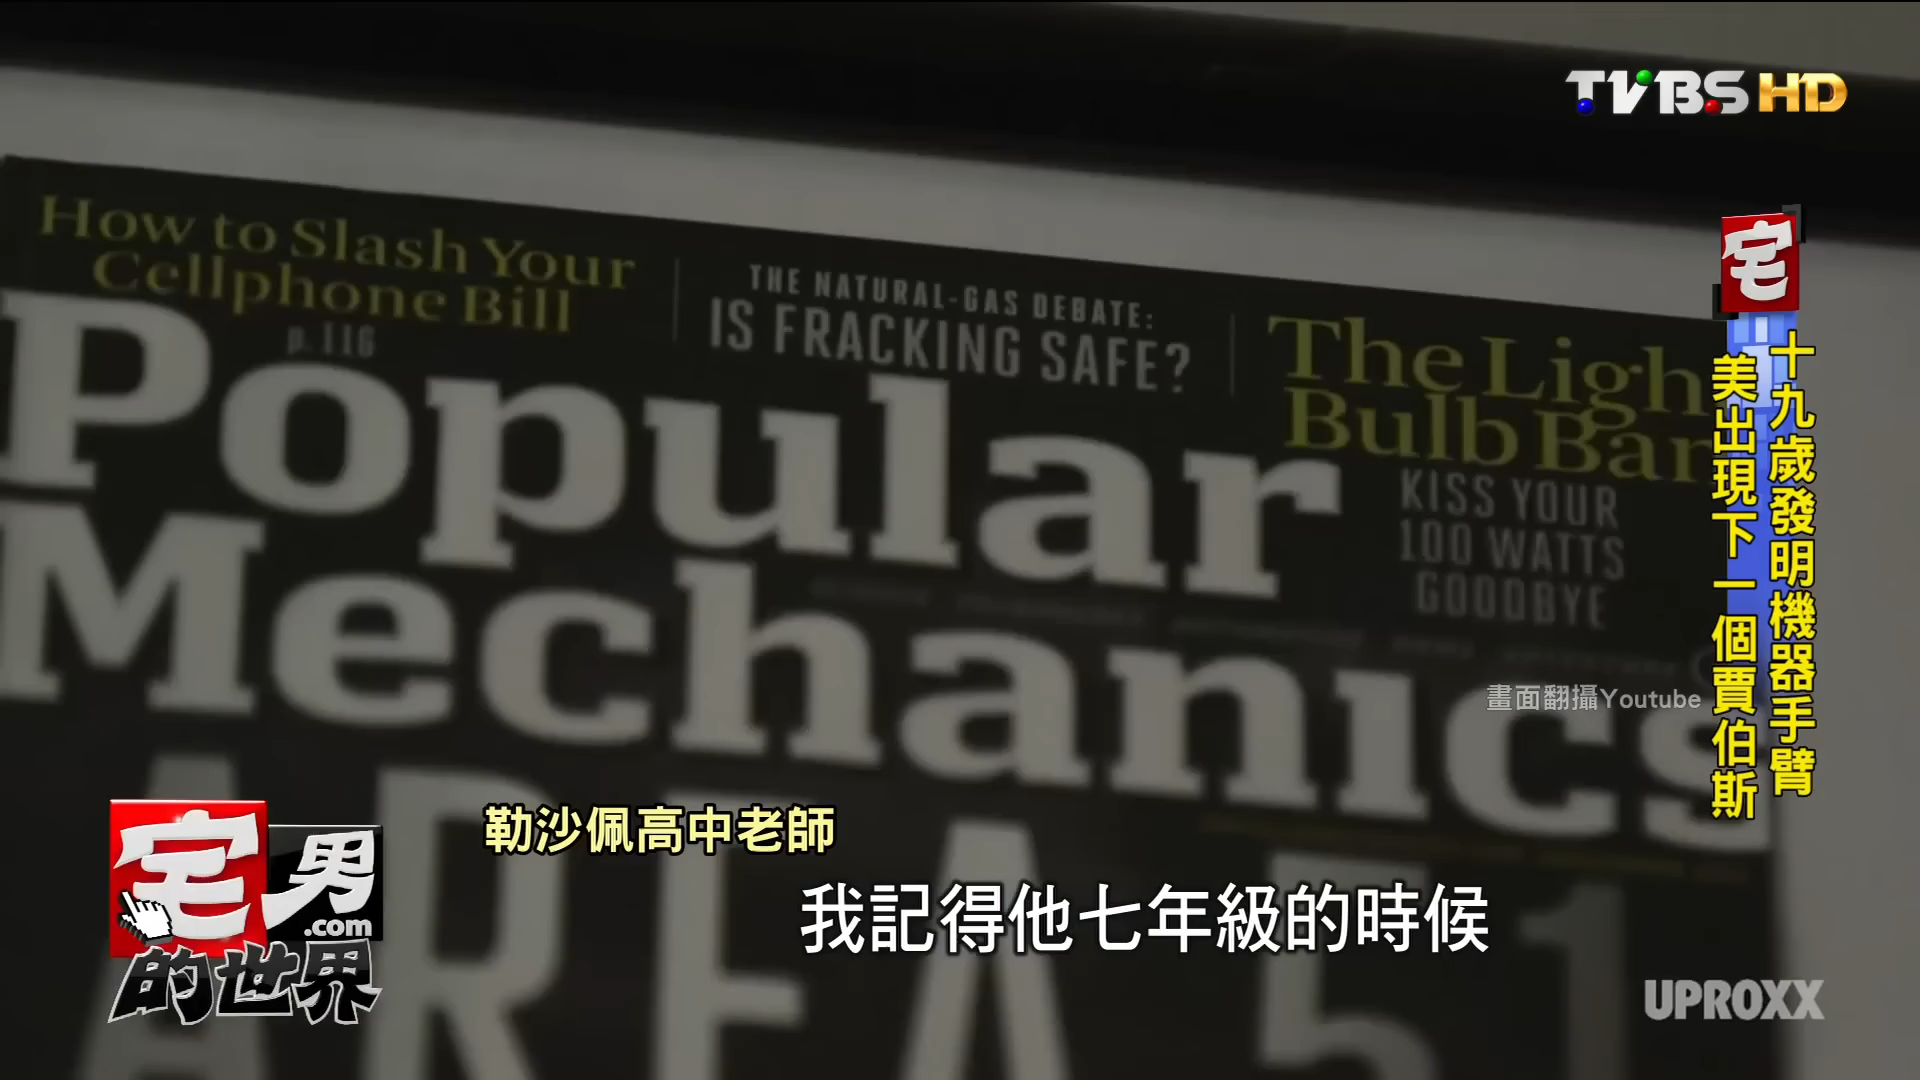 TVBS HD
宅
十九歲發明機器手臂
美出現下一個賈伯斯
How to Slash Your
Cellphone Bill
p.116
THE NATURAL-GAS DEBATE:
IS FRACKING SAFE?
The Ligh
Bulb Ban
KISS YOUR
100 WATTS
GOODBYE
Popular
Mechanics
AREA 51
畫面翻攝Youtube
勒沙佩高中老師
我記得他七年級的時候
宅男
.com
的世界
UPROXX